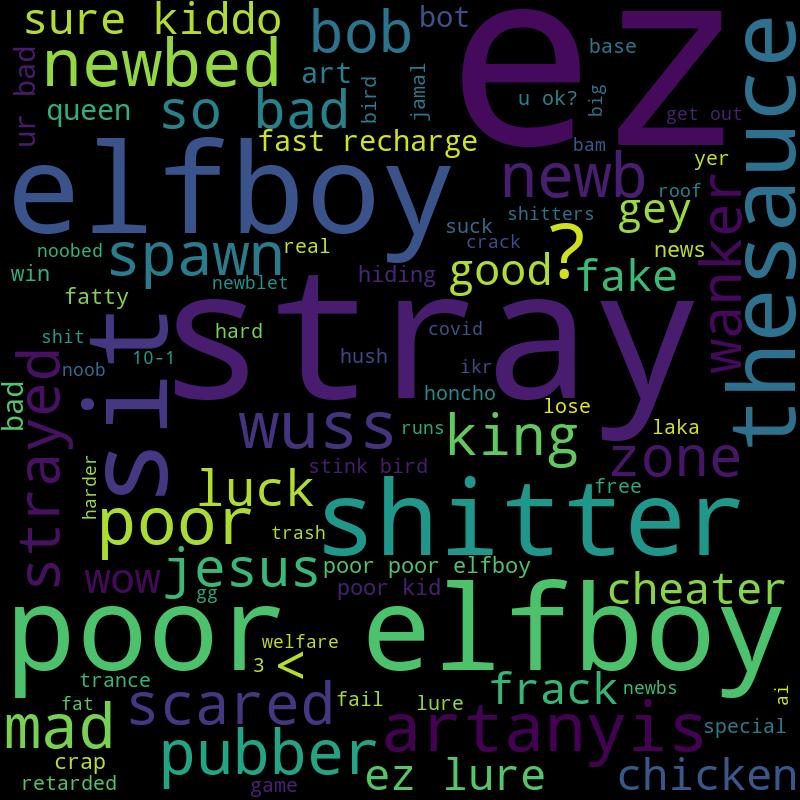 sure kiddo
bob
bot
ez
newbed
ur bad
queen
so bad
art
bird
jamal
base
u ok?
big
get out
thesauce
fast recharge
bam
yer
elfboy
newb
roof
gey
wanker
suck
shitters
crack
?
news
noobed
spawn
real
win
newblet
hiding
good
fake
fatty
stray
sit
shit
10-1
hard
covid
noob
hush
ikr
honcho
bad
strayed
lose
wuss
runs
king
laka
zone
harder
stink bird
luck
free
poor
shitter
trash
jesus
poor poor elfboy
wow
gg
poor kid
cheater
poor elfboy
welfare
3
<
trance
fat
scared
fail
lure
frack
newbs
ai
mad
artanyis
special
crap
pubber
retarded
game
ez lure
chicken